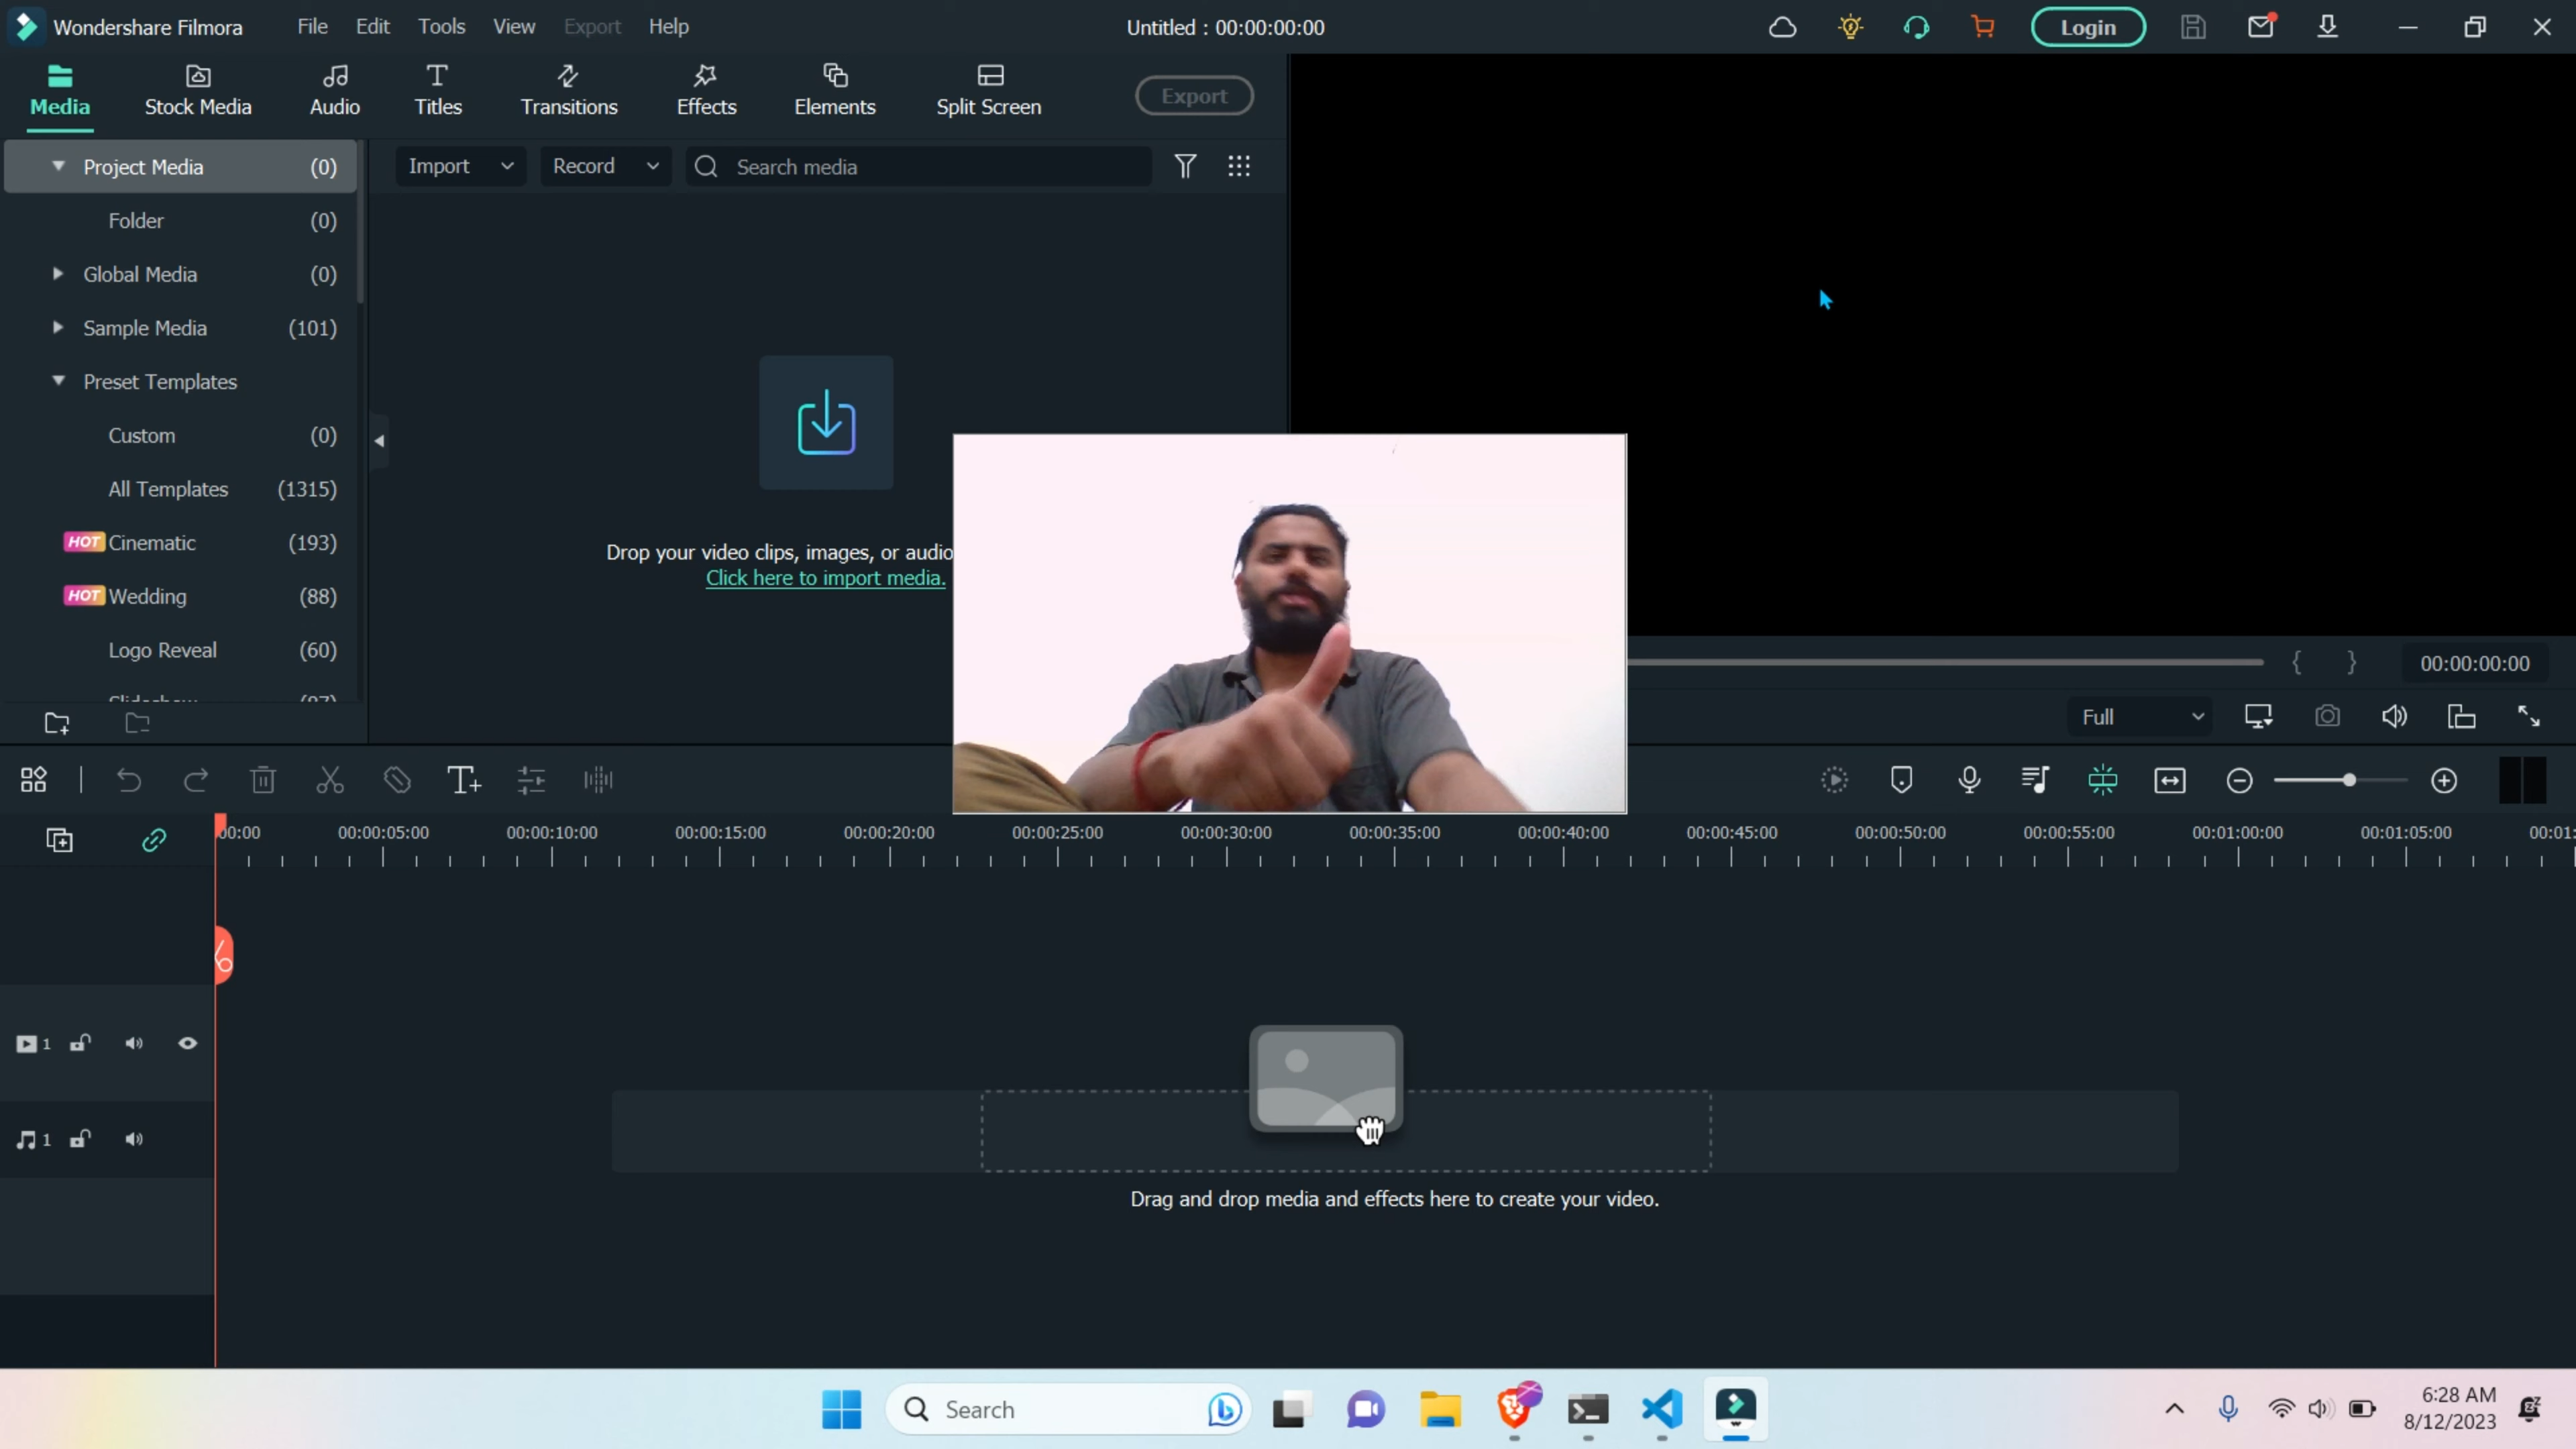 Wondershare Filmora File Edit Tools View Export Help Untitled : 00:00:00:00 Login
Media Stock Media Audio Titles Transitions Effects Elements Split Screen Export
Project Media (0) Import Record Search media
Folder (0)
Global Media (0)
Sample Media (101)
Preset Templates
Custom (0)
All Templates (1315)
HOT Cinematic (193)
HOT Wedding (88)
Logo Reveal (60)
Drop your video clips, images, or audio
Click here to import media.
00:00:00:00
Full
00:00 00:00:05:00 00:00:10:00 00:00:15:00 00:00:20:00 00:00:25:00 00:00:30:00 00:00:35:00 00:00:40:00 00:00:45:00 00:00:50:00 00:00:55:00 00:01:00:00 00:01:05:00 00:01:
1
1
Drag and drop media and effects here to create your video.
Search
6:28 AM
8/12/2023